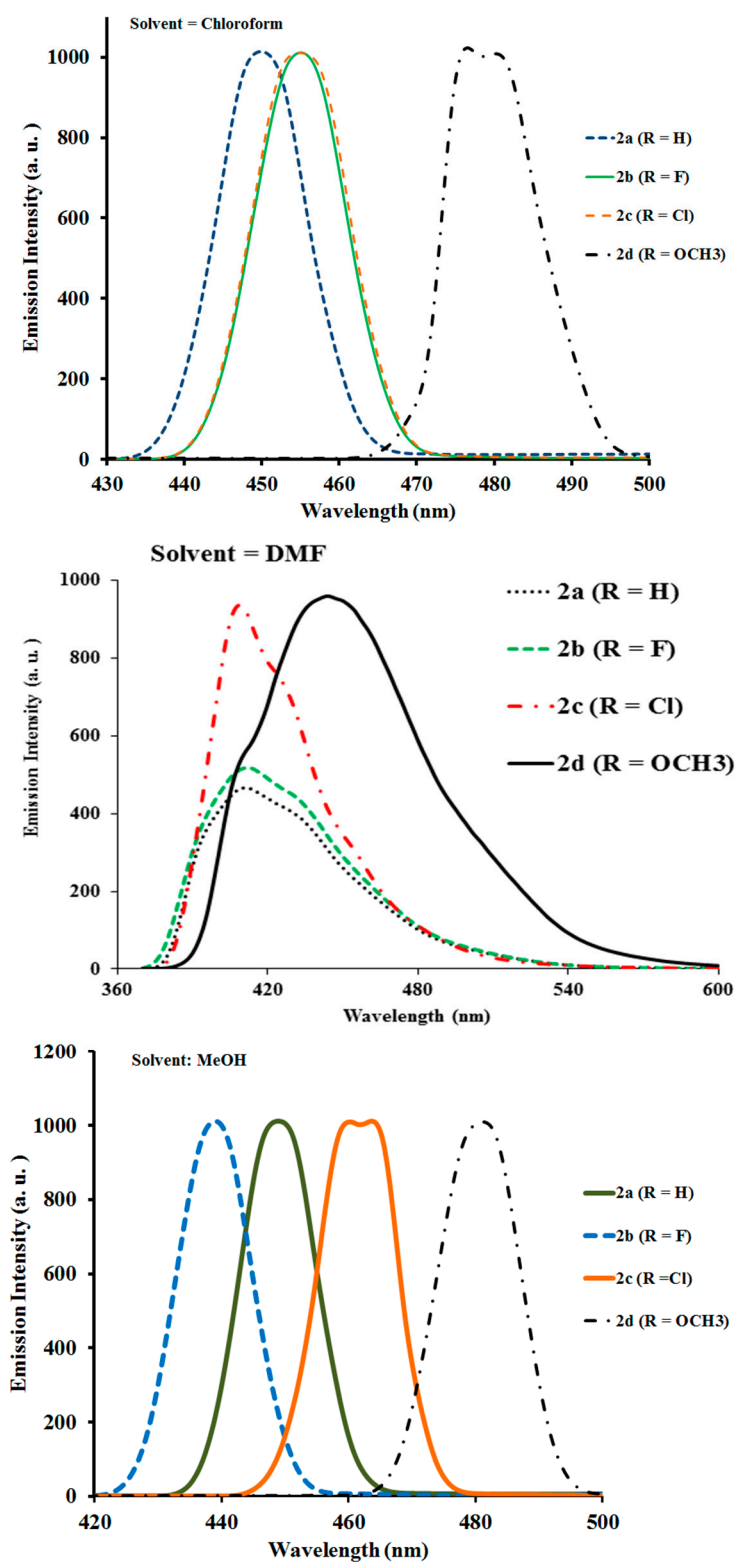 Solvent = Chloroform
Emission Intensity (a. u. )
1000
800
600
400
200
0
430 440 450 460 470 480 490 500
Wavelength (nm)
2a (R = H)
2b (R = F)
2c (R = Cl)
2d (R = OCH3)
Solvent = DMF
Emission Intensity (a. u. )
1000
800
600
400
200
0
360 420 480 540 600
Wavelength (nm)
2a (R = H)
2b (R = F)
2c (R = Cl)
2d (R = OCH3)
Solvent: MeOH
Emission Intensity (a. u. )
1200
1000
800
600
400
200
0
420 440 460 480 500
Wavelength (nm)
2a (R = H)
2b (R = F)
2c (R =Cl)
2d (R = OCH3)